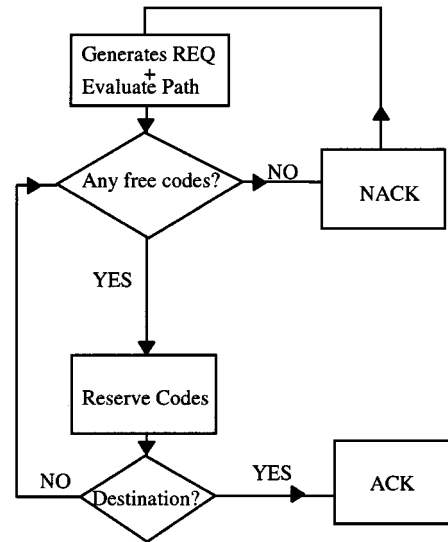 Generates REQ
+
Evaluate Path
Any free codes?
NO
NACK
YES
Reserve Codes
NO
Destination?
YES
ACK